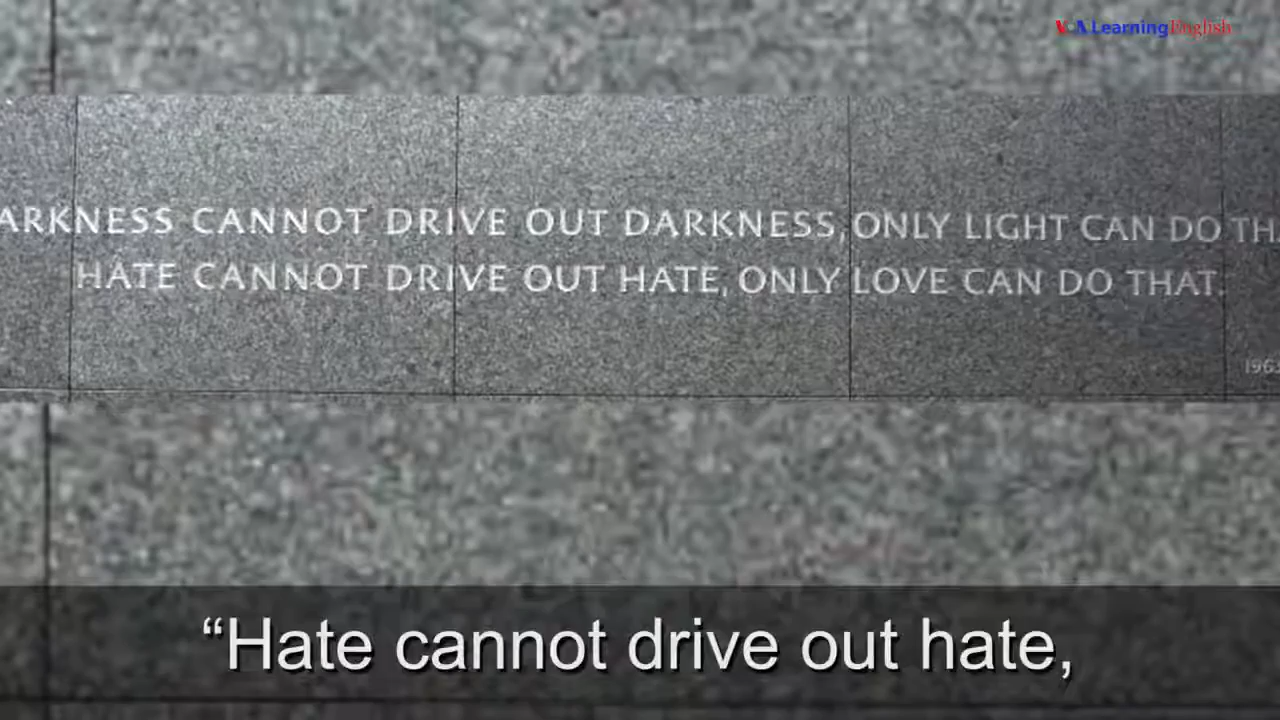 VOA Learning English
ARKNESS CANNOT DRIVE OUT DARKNESS, ONLY LIGHT CAN DO TH
HATE CANNOT DRIVE OUT HATE, ONLY LOVE CAN DO THAT.
1963
“Hate cannot drive out hate,